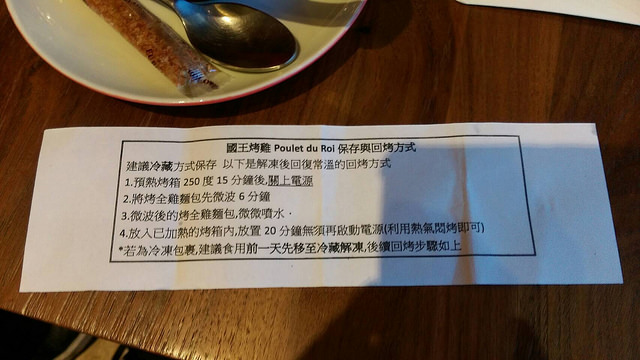 國王烤雞 Poulet du Roi 保存與回烤方式
建議冷藏方式保存 以下是解凍後回復常溫的回烤方式
1.預熱烤箱 250 度 15 分鐘後,關上電源
2.將烤全雞麵包先微波 6 分鐘
3.微波後的烤全雞麵包,微微噴水。
4.放入已加熱的烤箱內,放置 20 分鐘無須再啟動電源(利用熱氣悶烤即可)
*若為冷凍包裹,建議食用前一天先移至冷藏解凍,後續回烤步驟如上